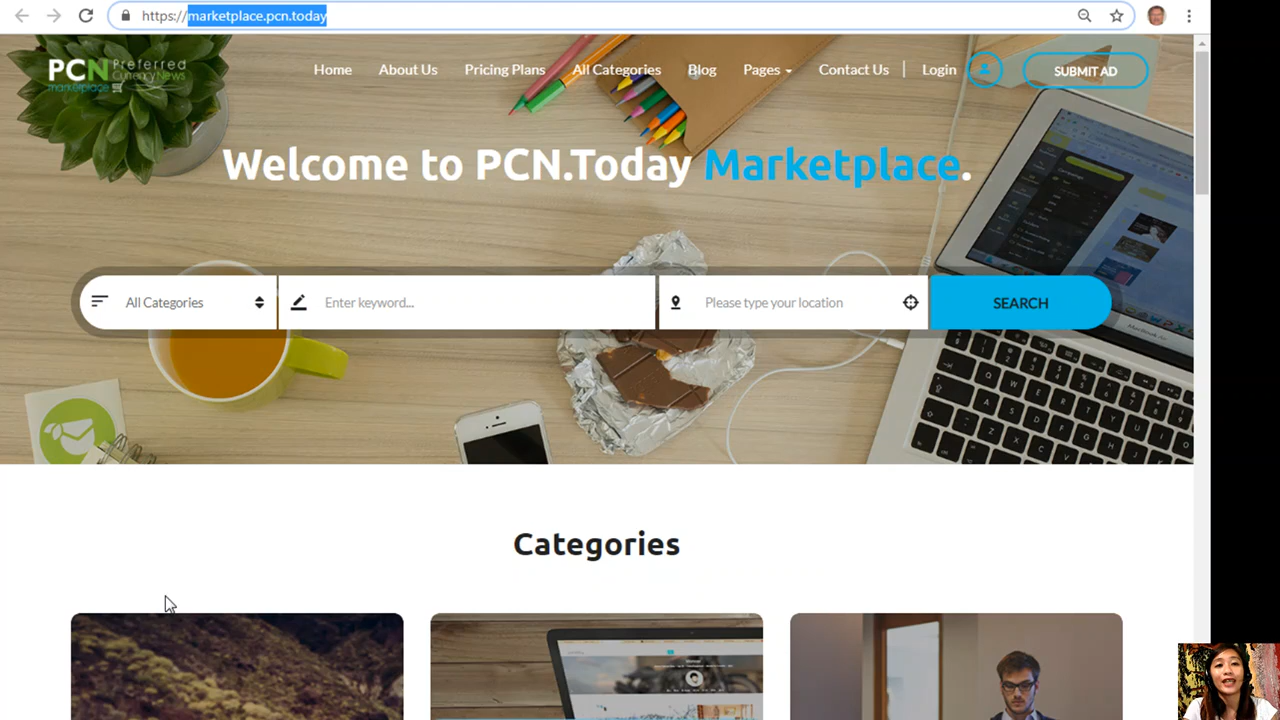 https://marketplace.pcn.today
PCN Preferred
Currency News
marketplace
Home About Us Pricing Plans All Categories Blog Pages Contact Us Login SUBMIT AD
Welcome to PCN.Today Marketplace.
All Categories Enter keyword... Please type your location SEARCH
Categories